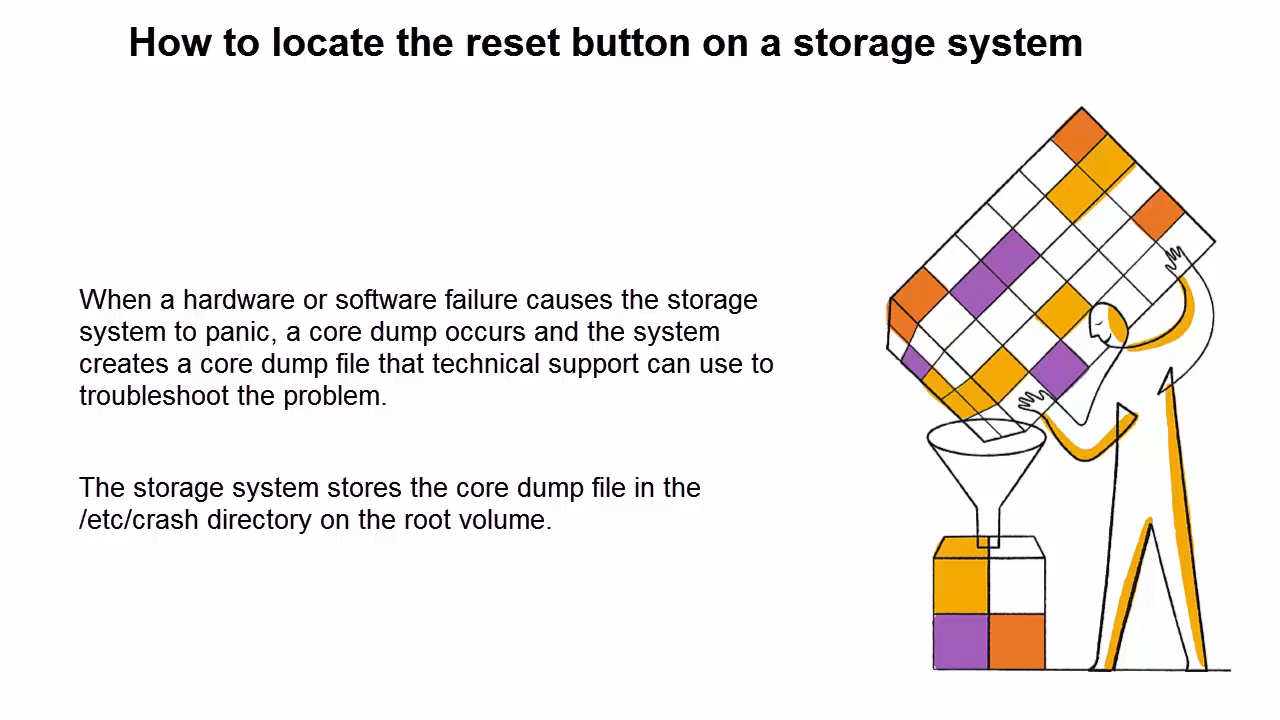 How to locate the reset button on a storage system
When a hardware or software failure causes the storage
system to panic, a core dump occurs and the system
creates a core dump file that technical support can use to
troubleshoot the problem.
The storage system stores the core dump file in the
/etc/crash directory on the root volume.